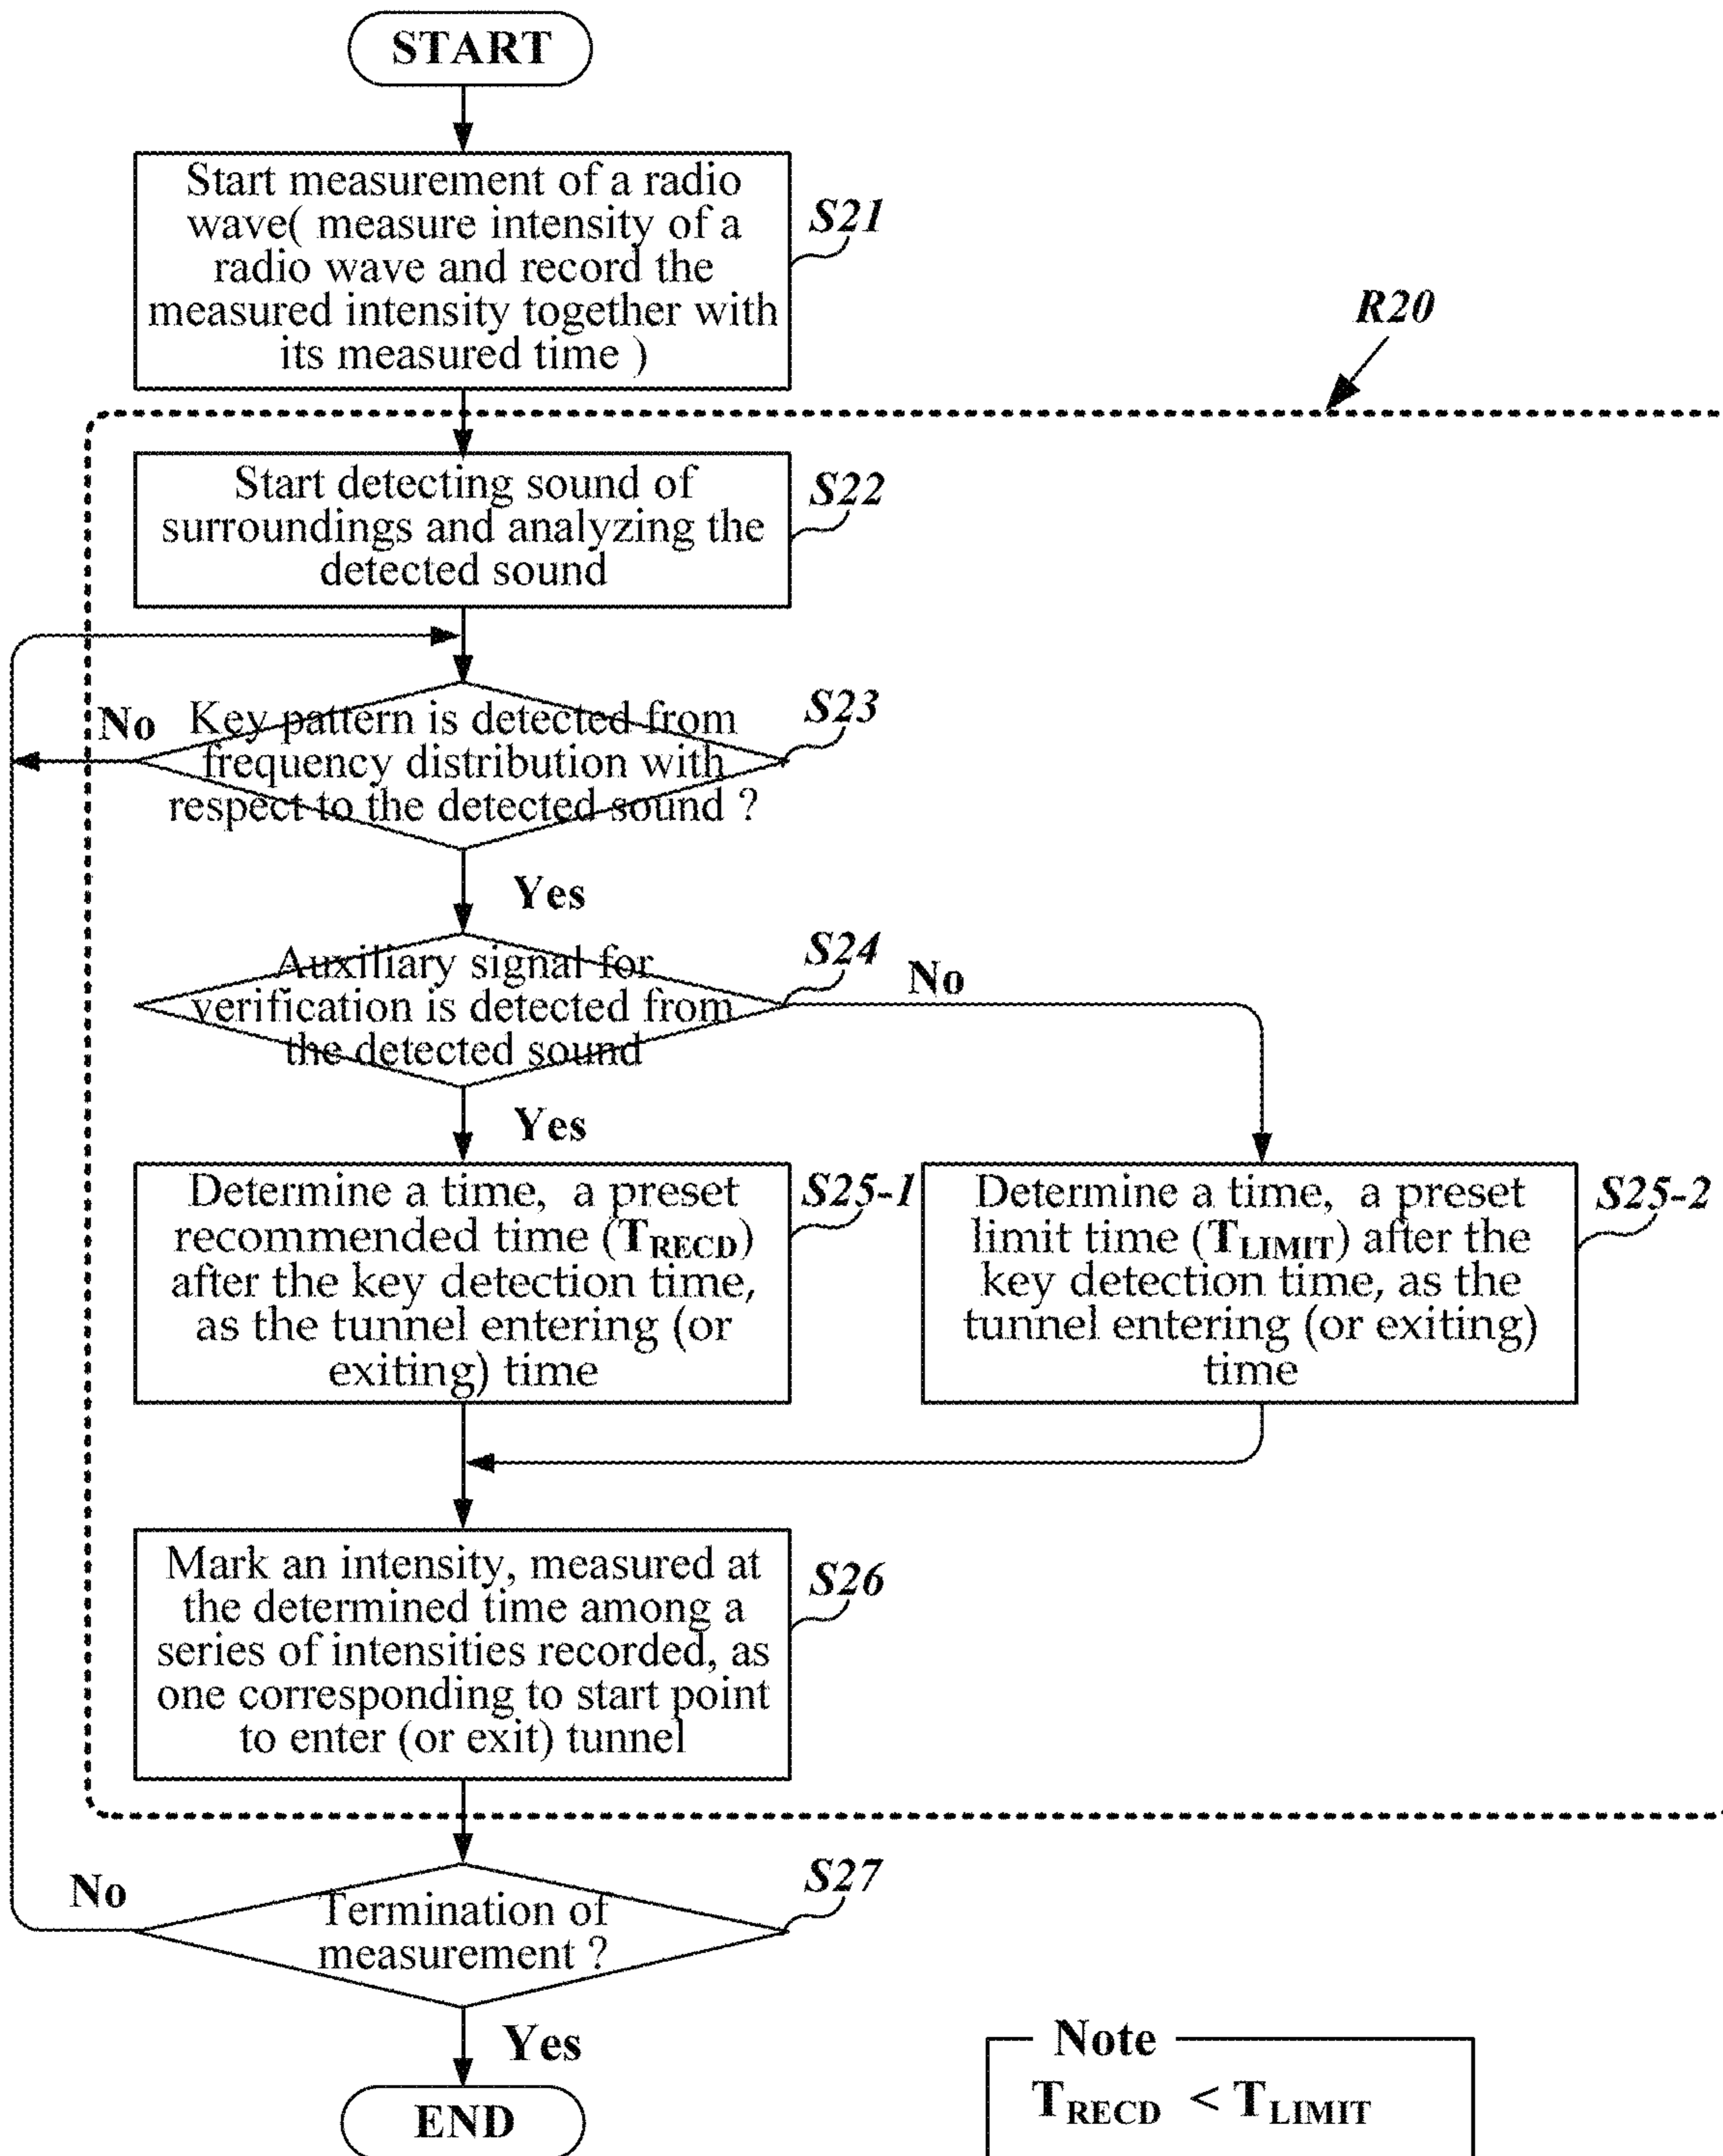 START
Start measurement of a radio
wave( measure intensity of a
radio wave and record the
measured intensity together with
its measured time )
S21
R20
Start detecting sound of
surroundings and analyzing the
detected sound
S22
No
Key pattern is detected from
frequency distribution with
respect to the detected sound ?
S23
Yes
Auxiliary signal for
verification is detected from
the detected sound
S24
No
Yes
Determine a time, a preset
recommended time (TRECD)
after the key detection time,
as the tunnel entering (or
exiting) time
S25-1
Determine a time, a preset
limit time (TLIMIT) after the
key detection time, as the
tunnel entering (or exiting)
time
S25-2
Mark an intensity, measured at
the determined time among a
series of intensities recorded, as
one corresponding to start point
to enter (or exit) tunnel
S26
No
Termination of
measurement ?
S27
Yes
END
Note
TRECD < TLIMIT